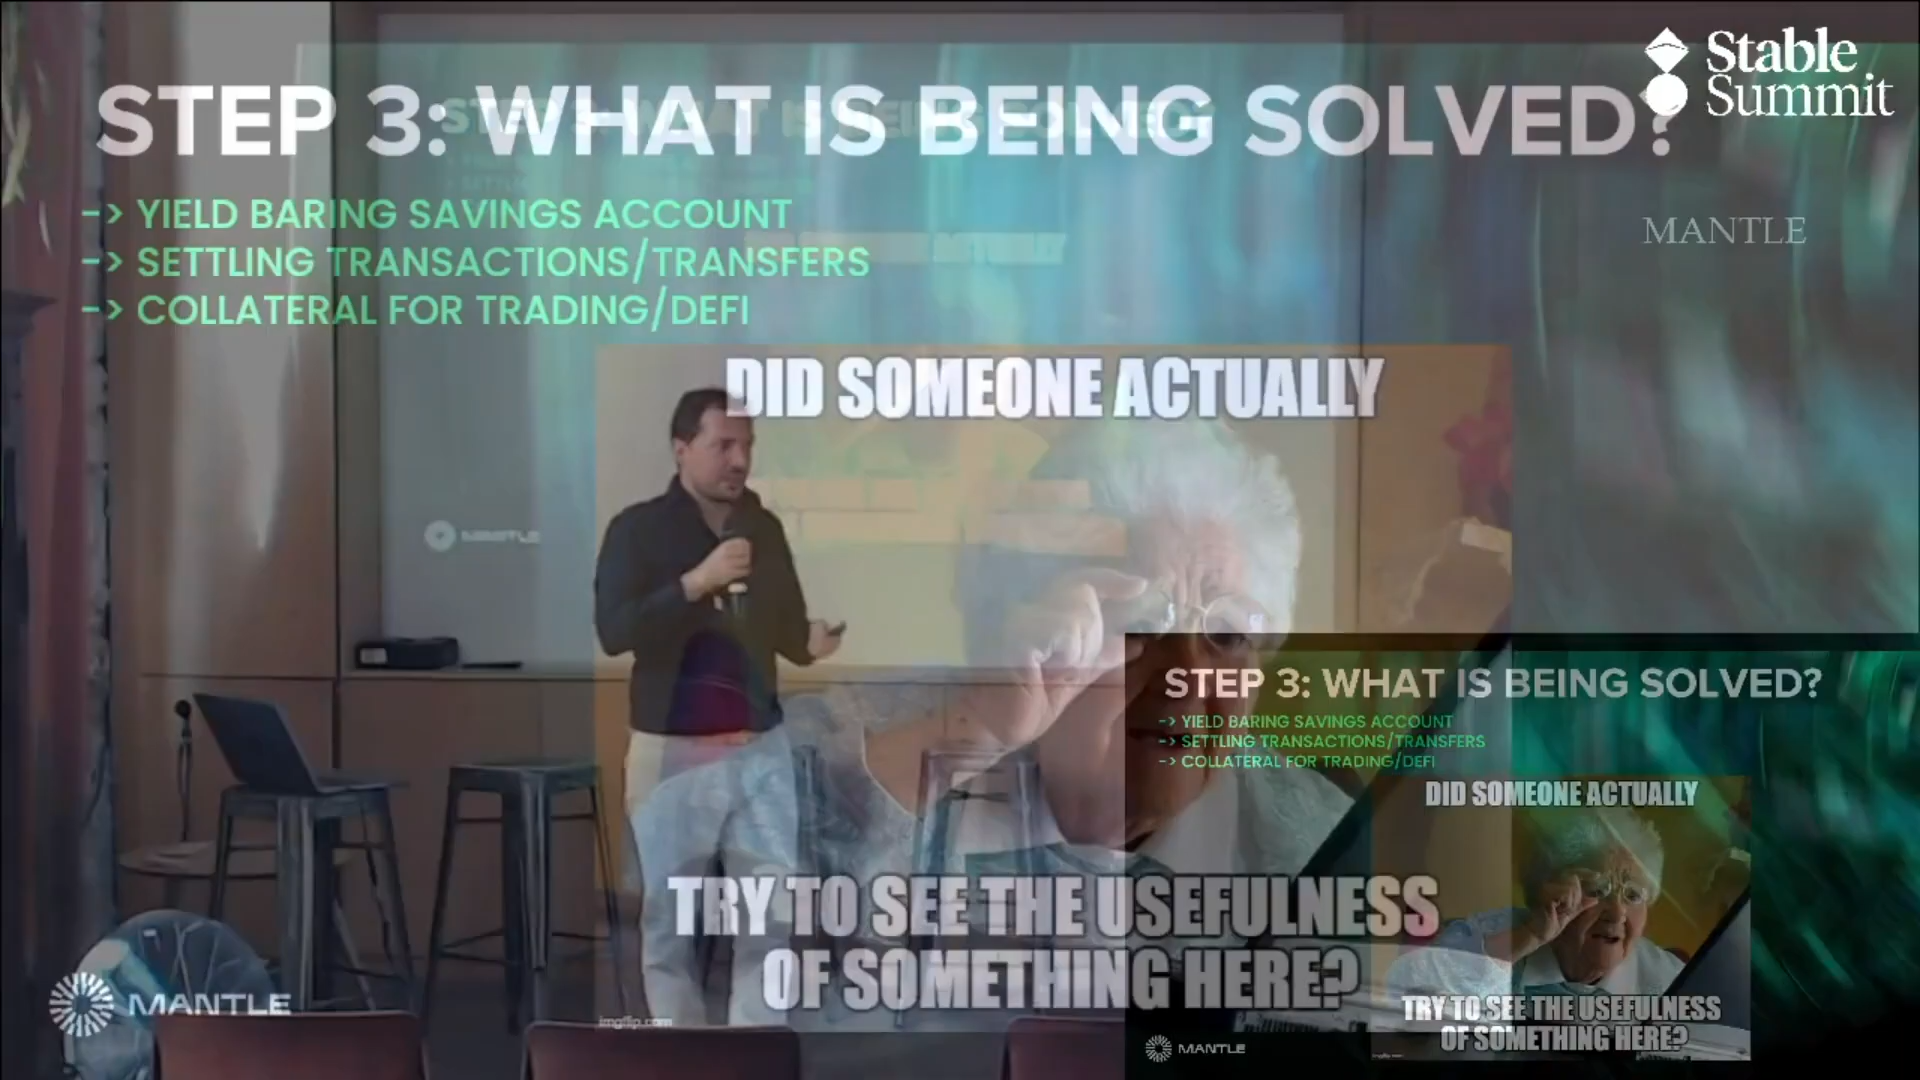 Stable
Summit
STEP 3: WHAT IS BEING SOLVED?
-> YIELD BARING SAVINGS ACCOUNT
-> SETTLING TRANSACTIONS/TRANSFERS
-> COLLATERAL FOR TRADING/DEFI
MANTLE
DID SOMEONE ACTUALLY
TRY TO SEE THE USEFULNESS
OF SOMETHING HERE?
imgflip.com
MANTLE
MANTLE
STEP 3: WHAT IS BEING SOLVED?
-> YIELD BARING SAVINGS ACCOUNT
-> SETTLING TRANSACTIONS/TRANSFERS
-> COLLATERAL FOR TRADING/DEFI
DID SOMEONE ACTUALLY
TRY TO SEE THE USEFULNESS
OF SOMETHING HERE?
MANTLE